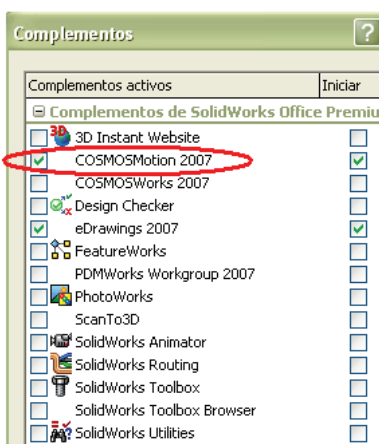 Complementos ?
Complementos activos Iniciar
Complementos de SolidWorks Office Premiu
3D Instant Website
COSMOSMotion 2007
COSMOSWorks 2007
Design Checker
eDrawings 2007
FeatureWorks
PDMWorks Workgroup 2007
PhotoWorks
ScanTo3D
SolidWorks Animator
SolidWorks Routing
SolidWorks Toolbox
SolidWorks Toolbox Browser
SolidWorks Utilities